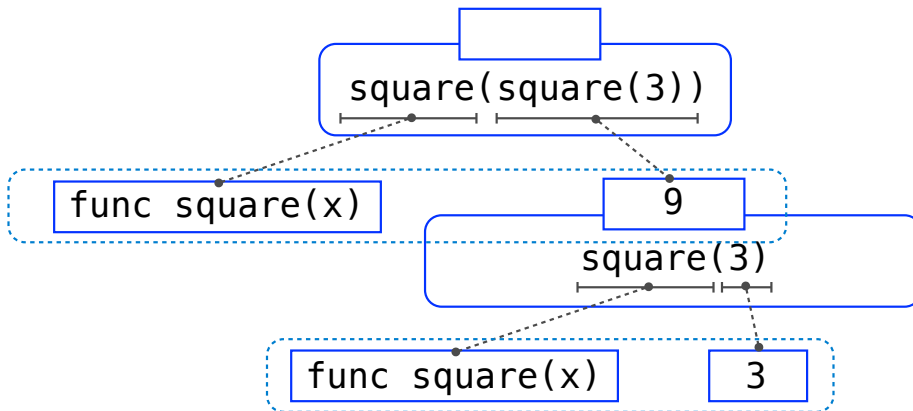 square(square(3))
func square(x)
9
square(3)
func square(x)
3